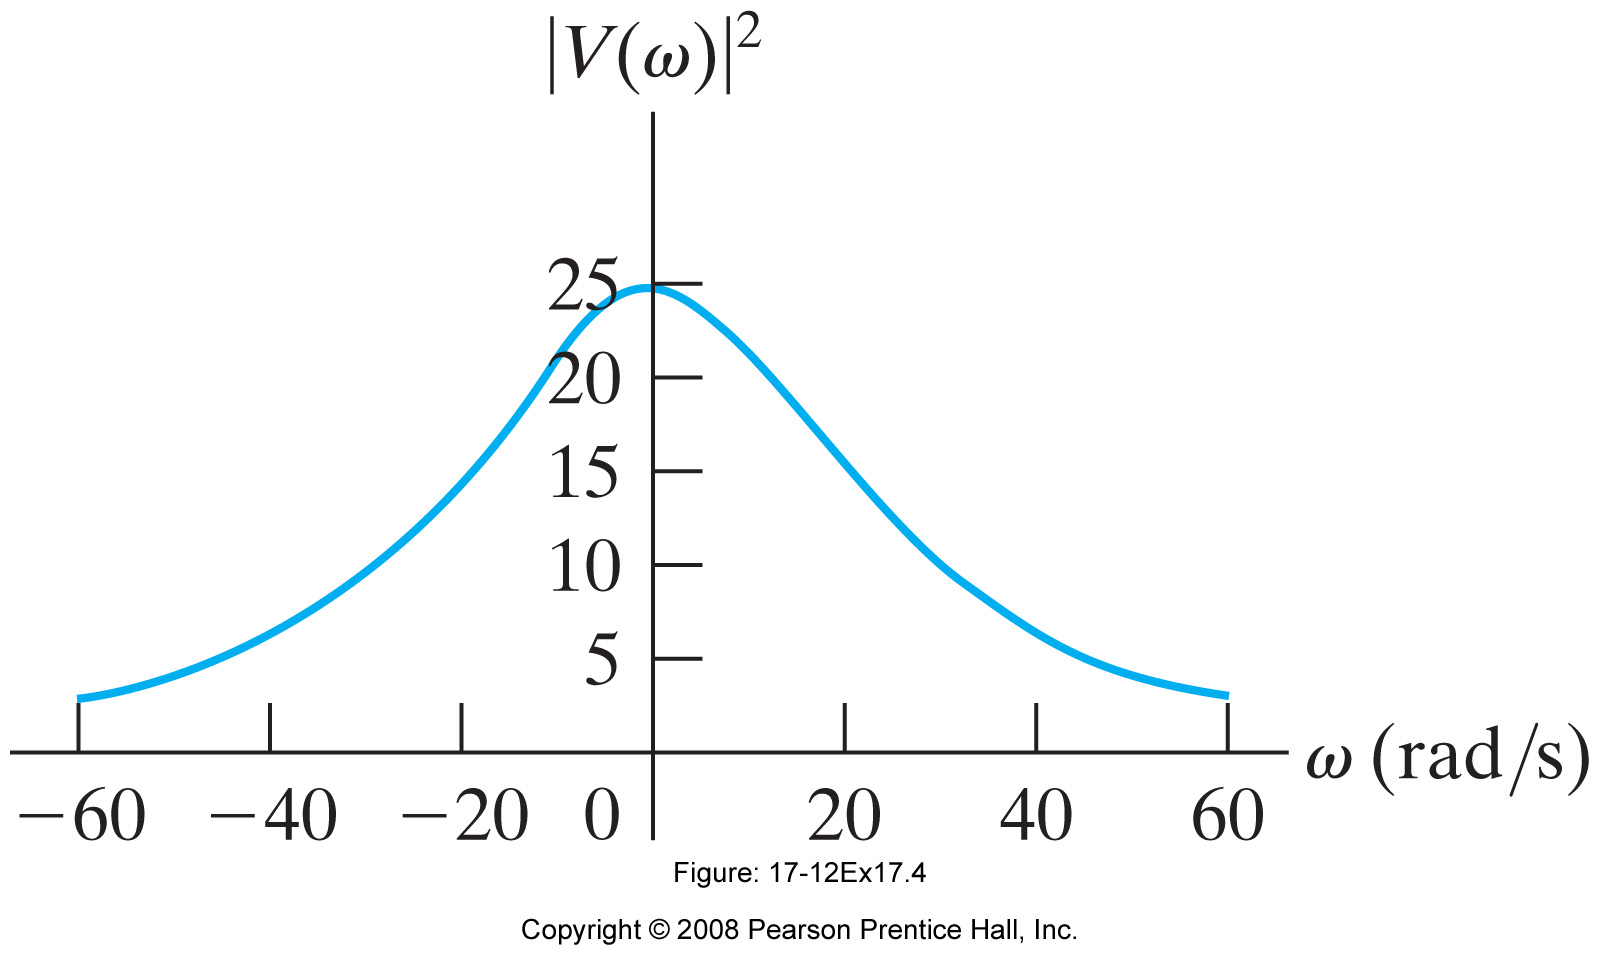 |V(ω)|²
25
20
15
10
5
ω (rad/s)
−60 −40 −20 0 20 40 60
Figure: 17-12Ex17.4
Copyright © 2008 Pearson Prentice Hall, Inc.